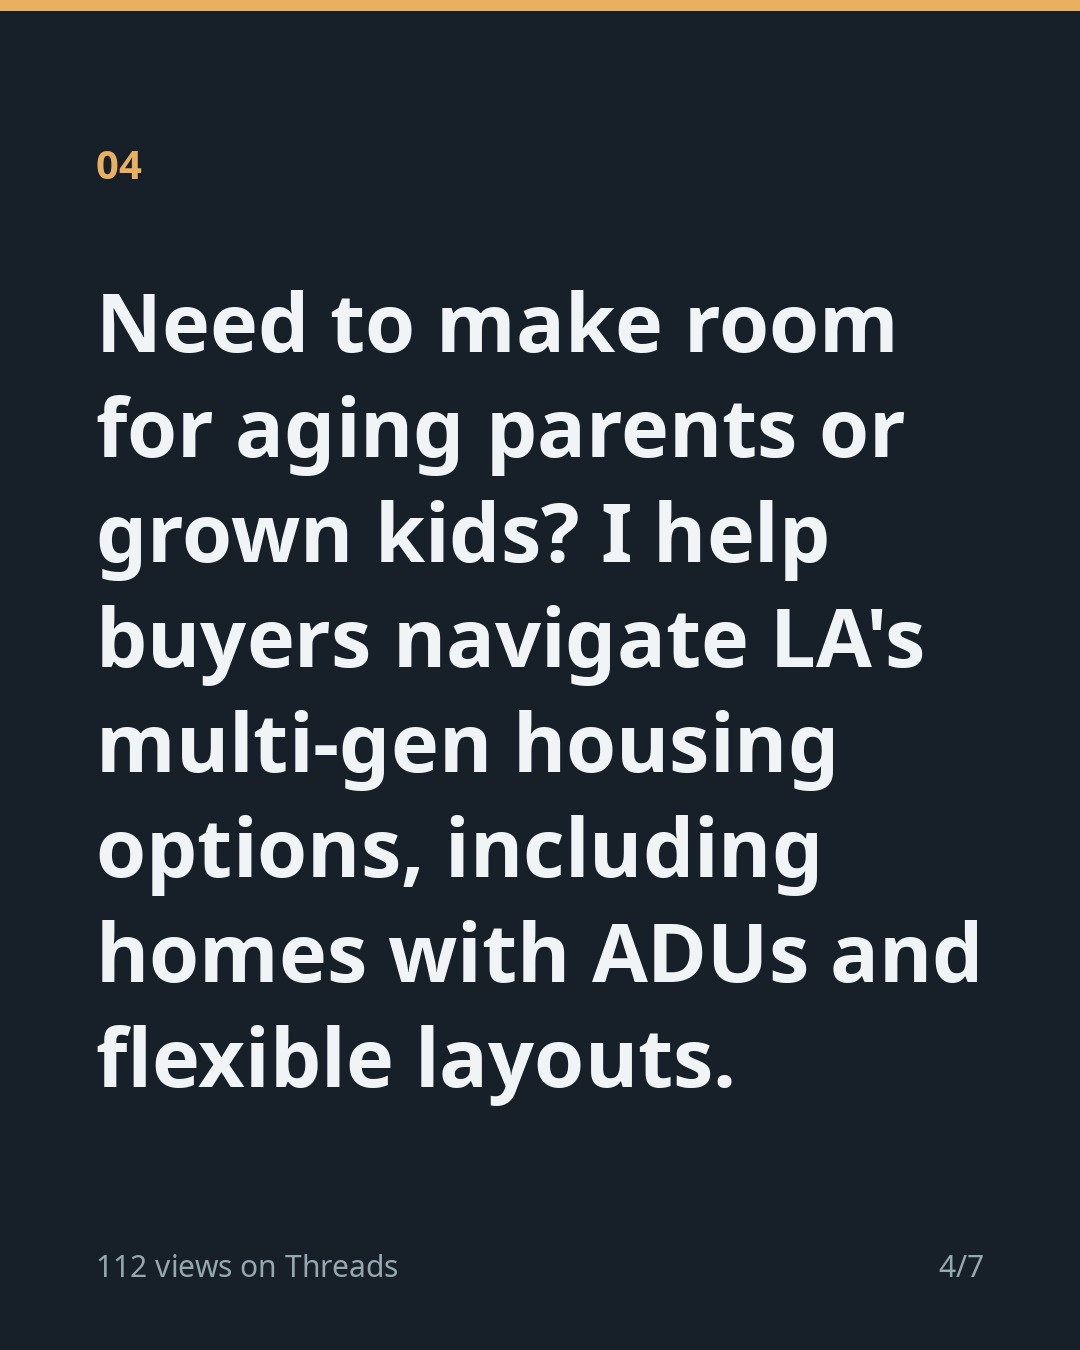 04
Need to make room
for aging parents or
grown kids? I help
buyers navigate LA's
multi-gen housing
options, including
homes with ADUs and
flexible layouts.
112 views on Threads
4/7